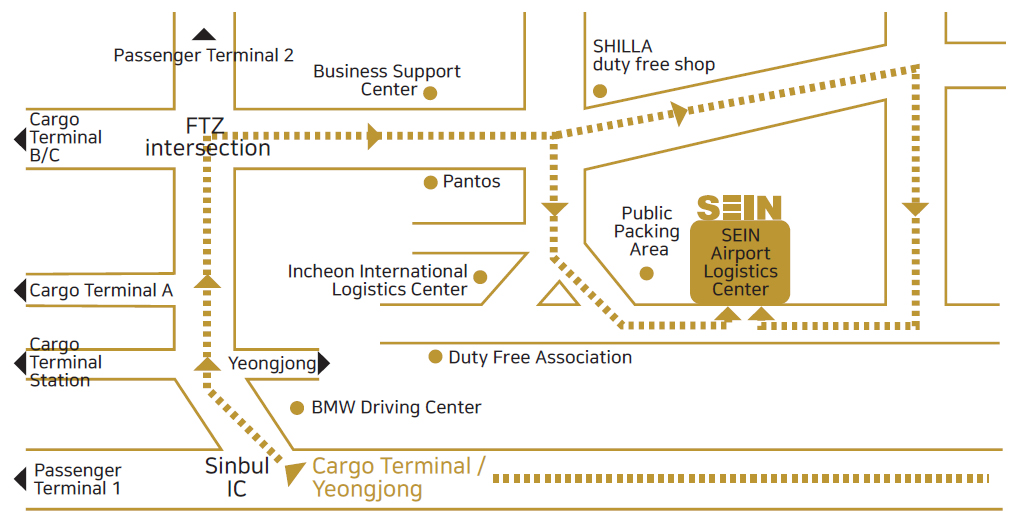 Passenger Terminal 2
SHILLA
duty free shop
Business Support
Center
Cargo
Terminal
B/C
FTZ
intersection
Pantos
SEIN
Public
Packing
Area
SEIN
Airport
Logistics
Center
Incheon International
Logistics Center
Cargo Terminal A
Cargo
Terminal
Station
Yeongjong
Duty Free Association
BMW Driving Center
Passenger
Terminal 1
Sinbul
IC
Cargo Terminal /
Yeongjong